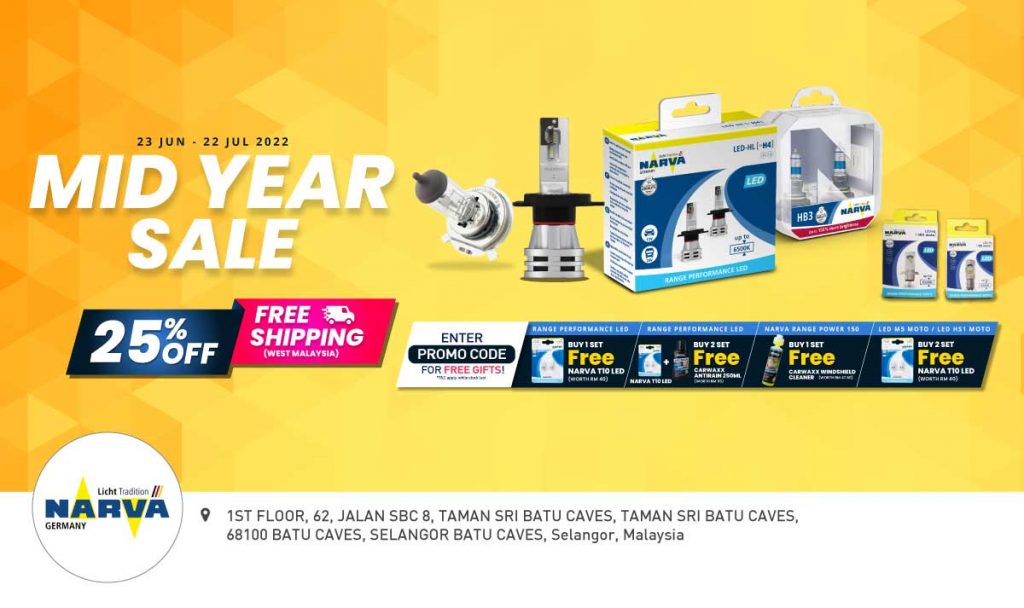 23 JUN - 22 JUL 2022
MID YEAR
SALE
25% OFF
FREE
SHIPPING
(WEST MALAYSIA)
ENTER
PROMO CODE
FOR FREE GIFTS!
RANGE PERFORMANCE LED
BUY 1 SET
Free
NARVA T10 LED
(WORTH RM 40)
RANGE PERFORMANCE LED
NARVA T10 LED
+
BUY 2 SET
Free
CARWAXX
ANTIRAIN 250ML
NARVA RANGE POWER 150
BUY 1 SET
Free
CARWAXX WINDSHIELD
CLEANER
LED M5 MOTO / LED HS1 MOTO
BUY 2 SET
Free
NARVA T10 LED
(WORTH RM 40)
NARVA
GERMANY
LED-HL [~H4]
LED
up to
6500K
RANGE PERFORMANCE LED
HB3
NARVA
NARVA
LED
LED
Licht Tradition
NARVA
GERMANY
1ST FLOOR, 62, JALAN SBC 8, TAMAN SRI BATU CAVES, TAMAN SRI BATU CAVES,
68100 BATU CAVES, SELANGOR BATU CAVES, Selangor, Malaysia